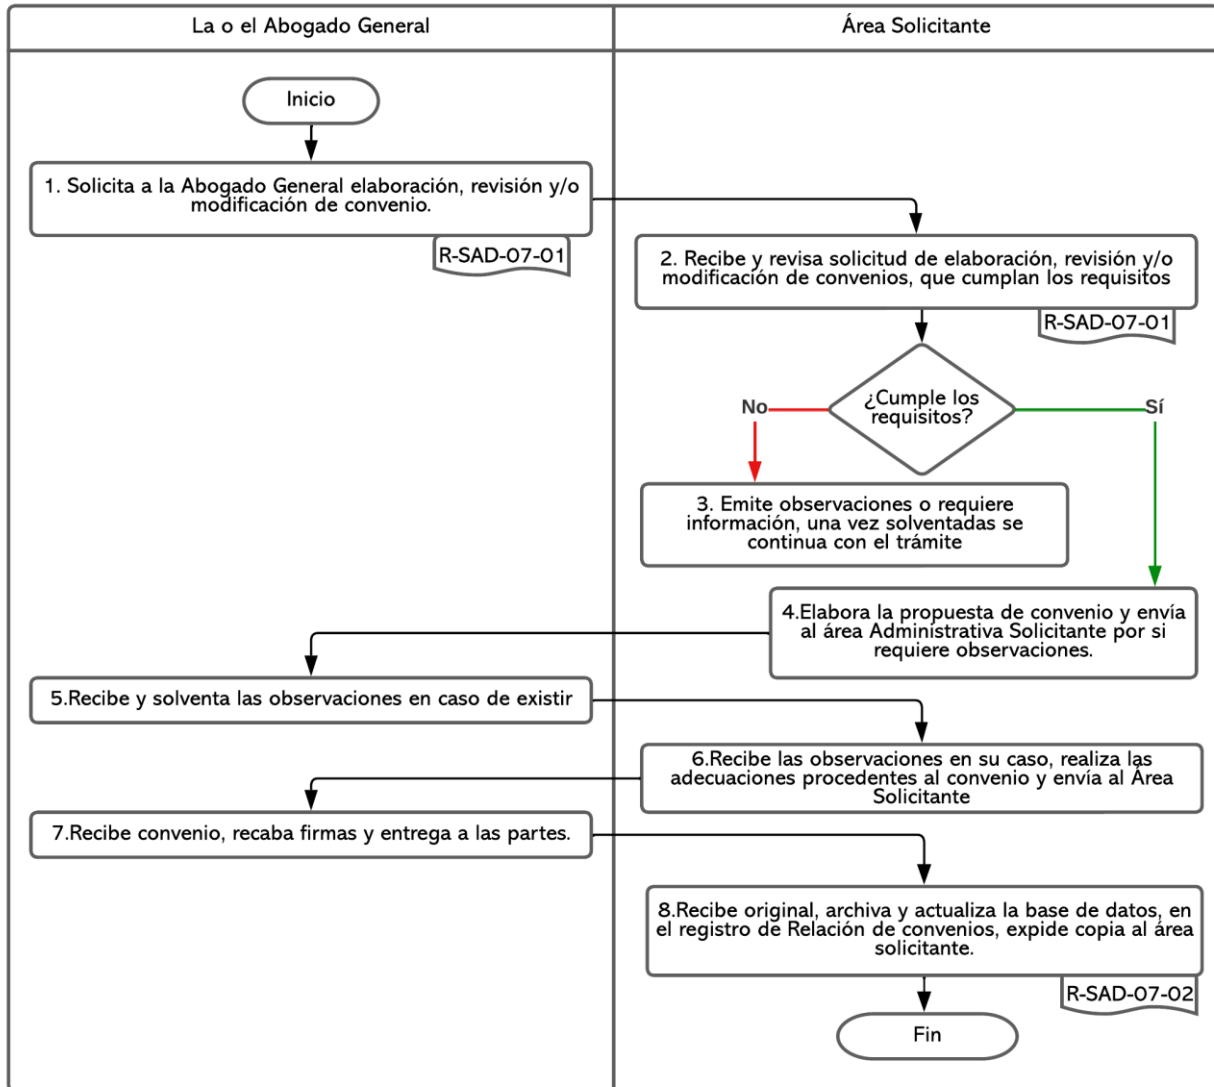 La o el Abogado General
Área Solicitante
Inicio
1. Solicita a la Abogado General elaboración, revisión y/o
modificación de convenio.
R-SAD-07-01
2. Recibe y revisa solicitud de elaboración, revisión y/o
modificación de convenios, que cumplan los requisitos
R-SAD-07-01
¿Cumple los
requisitos?
No
Sí
3. Emite observaciones o requiere
información, una vez solventadas se
continua con el trámite
4.Elabora la propuesta de convenio y envía
al área Administrativa Solicitante por si
requiere observaciones.
5.Recibe y solventa las observaciones en caso de existir
6.Recibe las observaciones en su caso, realiza las
adecuaciones procedentes al convenio y envía al Área
Solicitante
7.Recibe convenio, recaba firmas y entrega a las partes.
8.Recibe original, archiva y actualiza la base de datos, en
el registro de Relación de convenios, expide copia al área
solicitante.
R-SAD-07-02
Fin